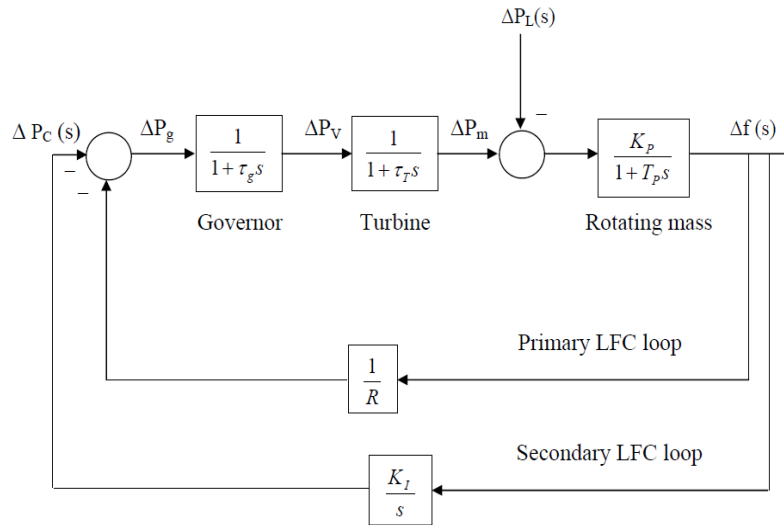 ΔP_L(s)
Δ P_C (s)
ΔP_g
ΔP_V
ΔP_m
Δf (s)
−
−
−
1
1 + τ_g s
1
1 + τ_T s
K_P
1 + T_P s
Governor
Turbine
Rotating mass
Primary LFC loop
1
R
Secondary LFC loop
K_I
s